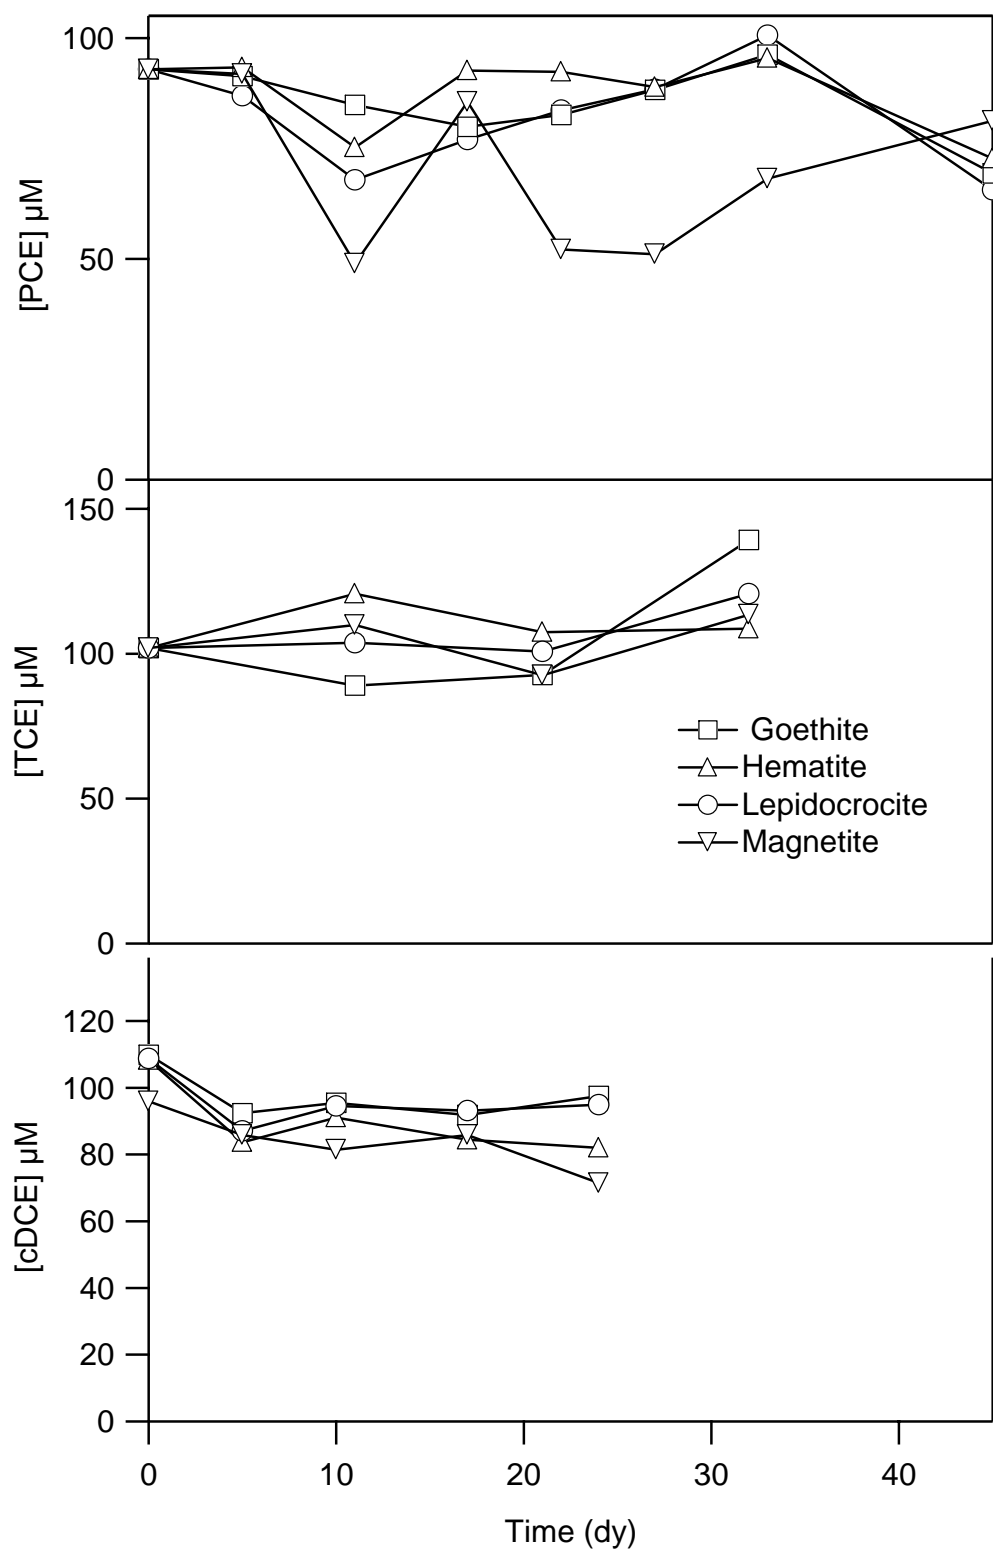 100
50
0
[PCE] µM
150
100
50
0
[TCE] µM
Goethite
Hematite
Lepidocrocite
Magnetite
120
100
80
60
40
20
0
[cDCE] µM
0 10 20 30 40
Time (dy)